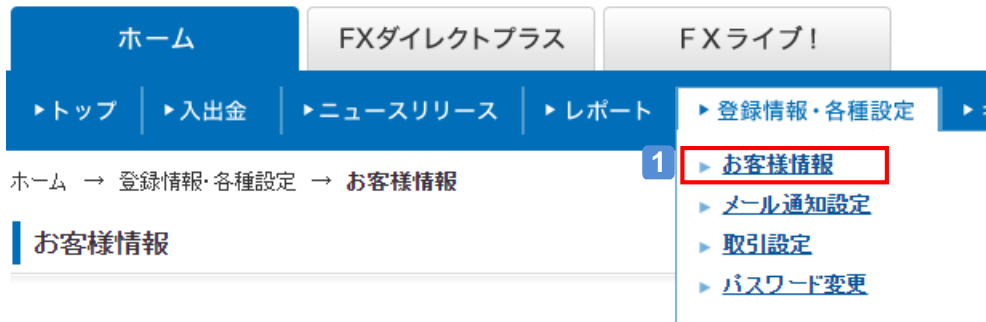 ホーム
FXダイレクトプラス
ＦＸライブ！
トップ
入出金
ニュースリリース
レポート
登録情報・各種設定
1
お客様情報
メール通知設定
取引設定
パスワード変更
ホーム → 登録情報・各種設定 → お客様情報
お客様情報